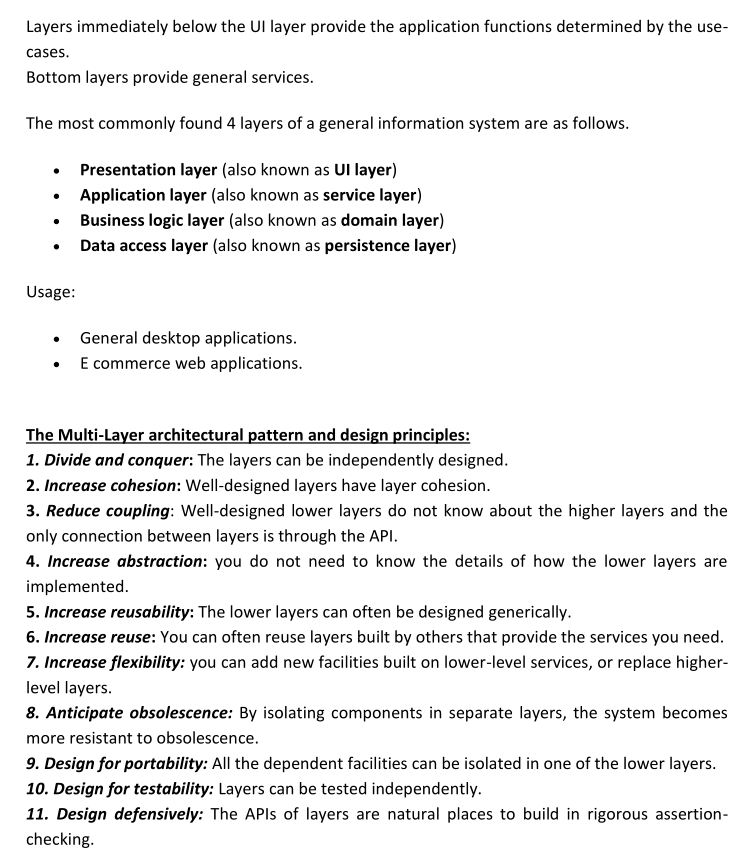 Layers immediately below the UI layer provide the application functions determined by the use-
cases.
Bottom layers provide general services.
The most commonly found 4 layers of a general information system are as follows.
• Presentation layer (also known as UI layer)
• Application layer (also known as service layer)
• Business logic layer (also known as domain layer)
• Data access layer (also known as persistence layer)
Usage:
• General desktop applications.
• E commerce web applications.
The Multi-Layer architectural pattern and design principles:
1. Divide and conquer: The layers can be independently designed.
2. Increase cohesion: Well-designed layers have layer cohesion.
3. Reduce coupling: Well-designed lower layers do not know about the higher layers and the
only connection between layers is through the API.
4. Increase abstraction: you do not need to know the details of how the lower layers are
implemented.
5. Increase reusability: The lower layers can often be designed generically.
6. Increase reuse: You can often reuse layers built by others that provide the services you need.
7. Increase flexibility: you can add new facilities built on lower-level services, or replace higher-
level layers.
8. Anticipate obsolescence: By isolating components in separate layers, the system becomes
more resistant to obsolescence.
9. Design for portability: All the dependent facilities can be isolated in one of the lower layers.
10. Design for testability: Layers can be tested independently.
11. Design defensively: The APIs of layers are natural places to build in rigorous assertion-
checking.